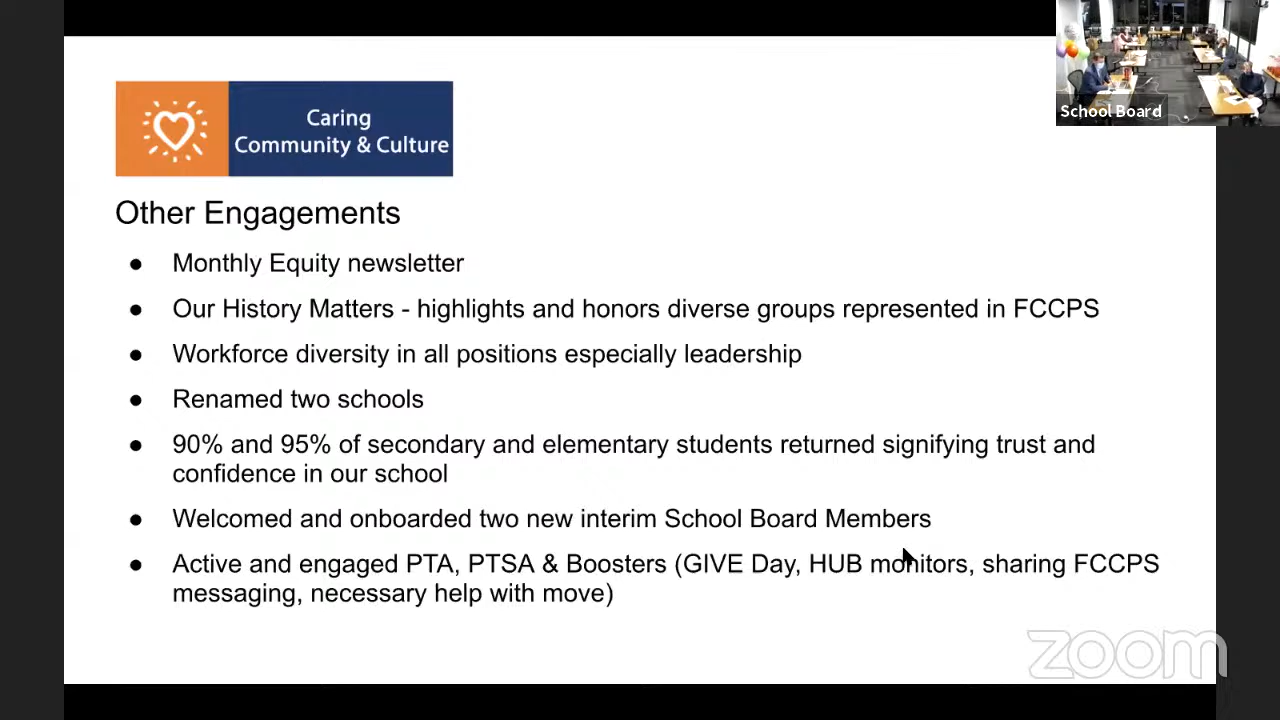 School Board
Caring
Community & Culture
Other Engagements
● Monthly Equity newsletter
● Our History Matters - highlights and honors diverse groups represented in FCCPS
● Workforce diversity in all positions especially leadership
● Renamed two schools
● 90% and 95% of secondary and elementary students returned signifying trust and
confidence in our school
● Welcomed and onboarded two new interim School Board Members
● Active and engaged PTA, PTSA & Boosters (GIVE Day, HUB monitors, sharing FCCPS
messaging, necessary help with move)
zoom